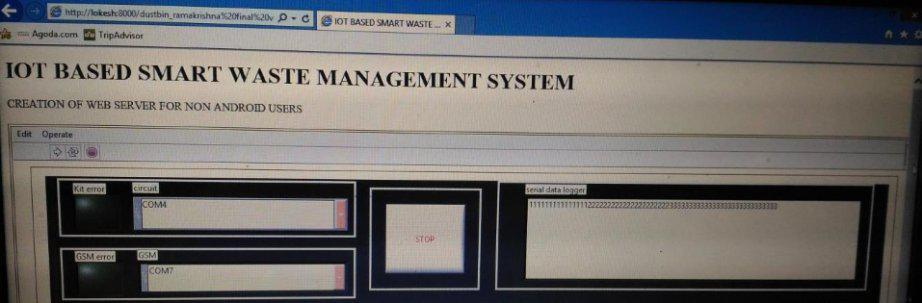 http://lokesh:8000/dustbin_ramakrishna%20final%20v
IOT BASED SMART WASTE ...
Agoda.com TripAdvisor
IOT BASED SMART WASTE MANAGEMENT SYSTEM
CREATION OF WEB SERVER FOR NON ANDROID USERS
Edit Operate
Kit error circuit serial data logger
COM4
STOP
GSM error GSM
COM7